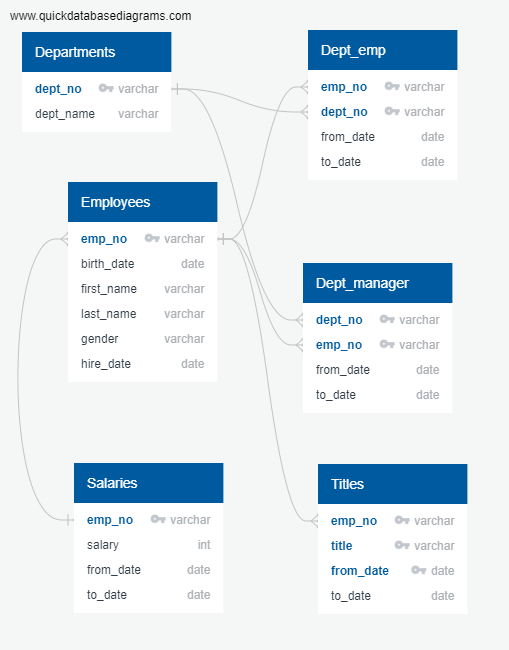 www.quickdatabasediagrams.com
Departments
dept_no varchar
dept_name varchar
Dept_emp
emp_no varchar
dept_no varchar
from_date date
to_date date
Employees
emp_no varchar
birth_date date
first_name varchar
last_name varchar
gender varchar
hire_date date
Dept_manager
dept_no varchar
emp_no varchar
from_date date
to_date date
Salaries
emp_no varchar
salary int
from_date date
to_date date
Titles
emp_no varchar
title varchar
from_date date
to_date date